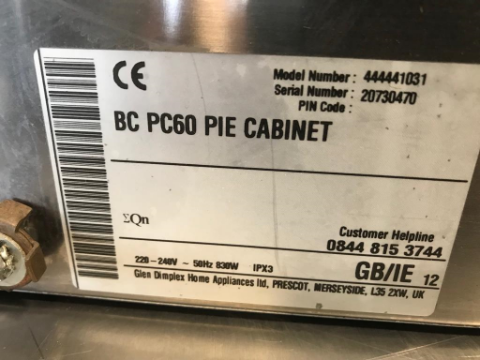 CE
Model Number : 444441031
Serial Number : 20730470
PIN Code :
BC PC60 PIE CABINET
ΣQn
Customer Helpline
0844 815 3744
220-240V ~ 50Hz 830W IPX3
GB/IE 12
Glen Dimplex Home Appliances ltd, PRESCOT, MERSEYSIDE, L35 2XW, UK